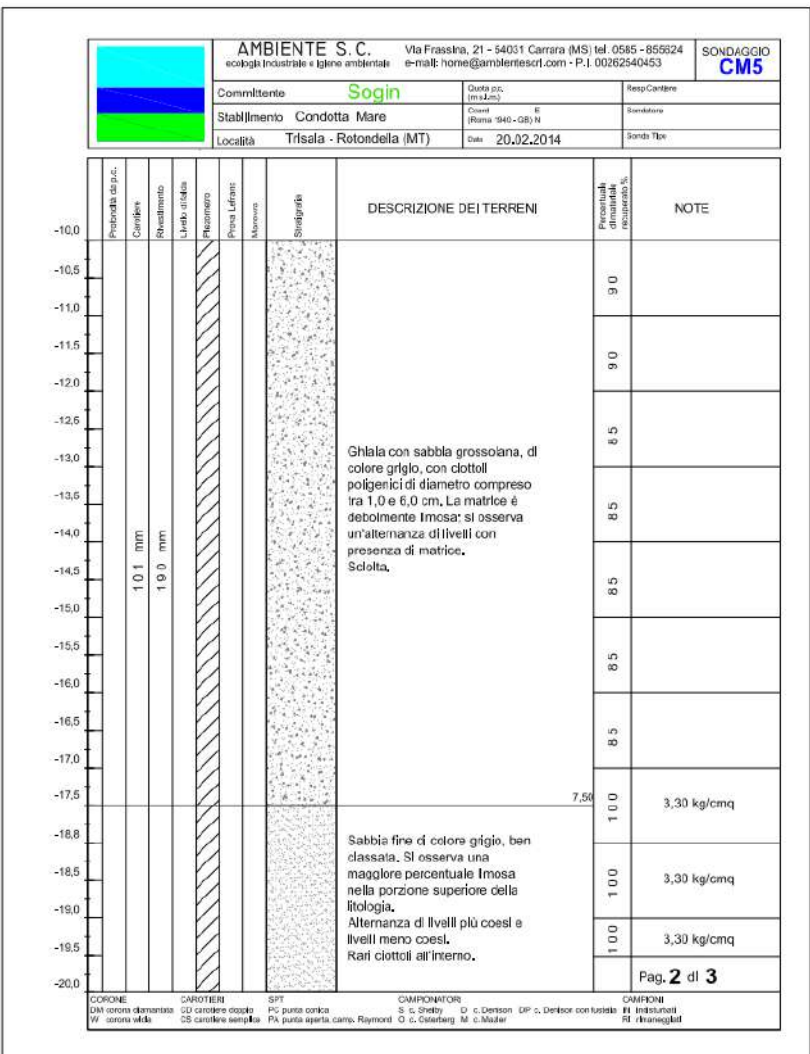 AMBIENTE S.C.
ecologia industriale e igiene ambientale
Via Frassina, 21 - 54031 Carrara (MS) tel. 0585 - 855624
e-mail: home@ambientescrl.com - P.I. 00262540453
SONDAGGIO
CM5
Committente Sogin
Quota p.c.
(m s.l.m.)
Resp Cantiere
Stabilimento Condotta Mare
Coord E
(Roma 1940 - GB) N
Sondatore
Località Trisaia - Rotondella (MT)
Data 20.02.2014
Sonda Tipo
Profondità da p.c.
Carotiere
Rivestimento
Livello di falda
Piezometro
Prova Lefranc
Manovra
Stratigrafia
DESCRIZIONE DEI TERRENI
Percentuale
di materiale
recuperato %
NOTE
-10,0
-10,5
90
-11,0
-11,5
90
-12,0
-12,5
85
-13,0
-13,5
85
-14,0
-14,5
85
-15,0
-15,5
85
-16,0
-16,5
85
-17,0
-17,5
101 mm
190 mm
Ghiaia con sabbia grossolana, di
colore grigio, con ciottoli
poligenici di diametro compreso
tra 1,0 e 6,0 cm. La matrice è
debolmente limosa; si osserva
un'alternanza di livelli con
presenza di matrice.
Sciolta.
7,50
100 3,30 kg/cmq
-18,8
-18,5
100 3,30 kg/cmq
-19,0
-19,5
100 3,30 kg/cmq
-20,0
Sabbia fine di colore grigio, ben
classata. Si osserva una
maggiore percentuale limosa
nella porzione superiore della
litologia.
Alternanza di livelli più coesi e
livelli meno coesi.
Rari ciottoli all'interno.
Pag. 2 di 3
CORONE CAROTIERI SPT CAMPIONATORI CAMPIONI
DM corona diamantata CD carotiere doppio PC punta conica S c. Shelby D c. Denison DP c. Denison con fustella IN indisturbati
W corona widia CS carotiere semplice PA punta aperta, camp. Raymond O c. Osterberg M c. Mazier RI rimaneggiati